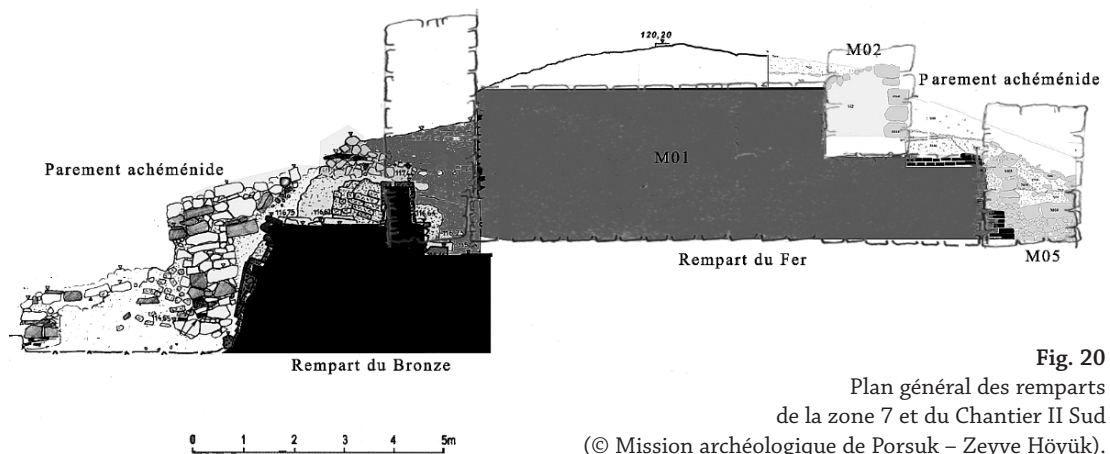 120,20
M02
Parement achéménide
Parement achéménide
M01
Rempart du Fer
M05
Rempart du Bronze
Fig. 20
Plan général des remparts
de la zone 7 et du Chantier II Sud
(© Mission archéologique de Porsuk – Zeyve Höyük).
0 1 2 3 4 5m